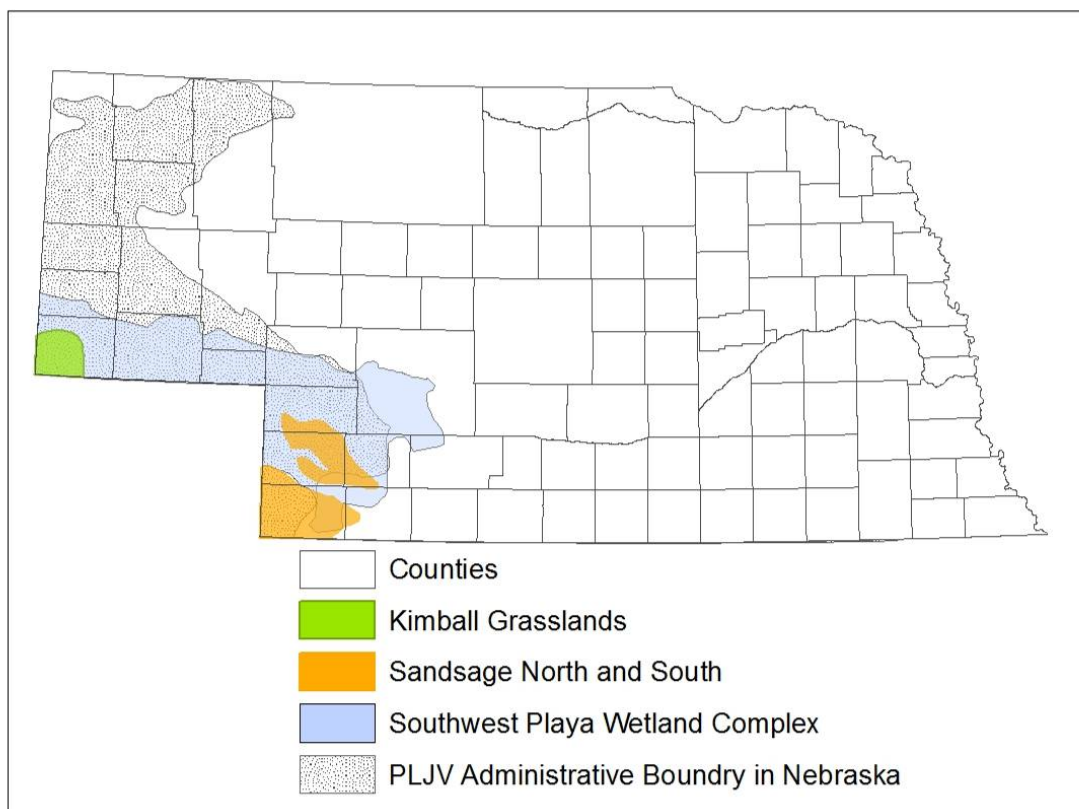 Counties
Kimball Grasslands
Sandsage North and South
Southwest Playa Wetland Complex
PLJV Administrative Boundry in Nebraska